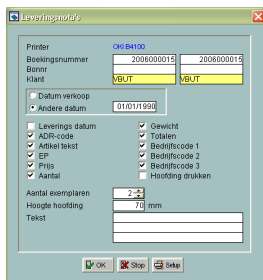 Leveringsnota's
Printer OKI B4100
Boekingsnummer 2006000015 2006000015
Bonnr
Klant VBUT VBUT
Datum verkoop
Andere datum 01/01/1990
Leverings datum Gewicht
ADR-code Totalen
Artikel tekst Bedrijfscode 1
EP Bedrijfscode 2
Prijs Bedrijfscode 3
Aantal Hoofding drukken
Aantal exemplaren 2
Hoogte hoofding 70 mm
Tekst
OK Stop Setup